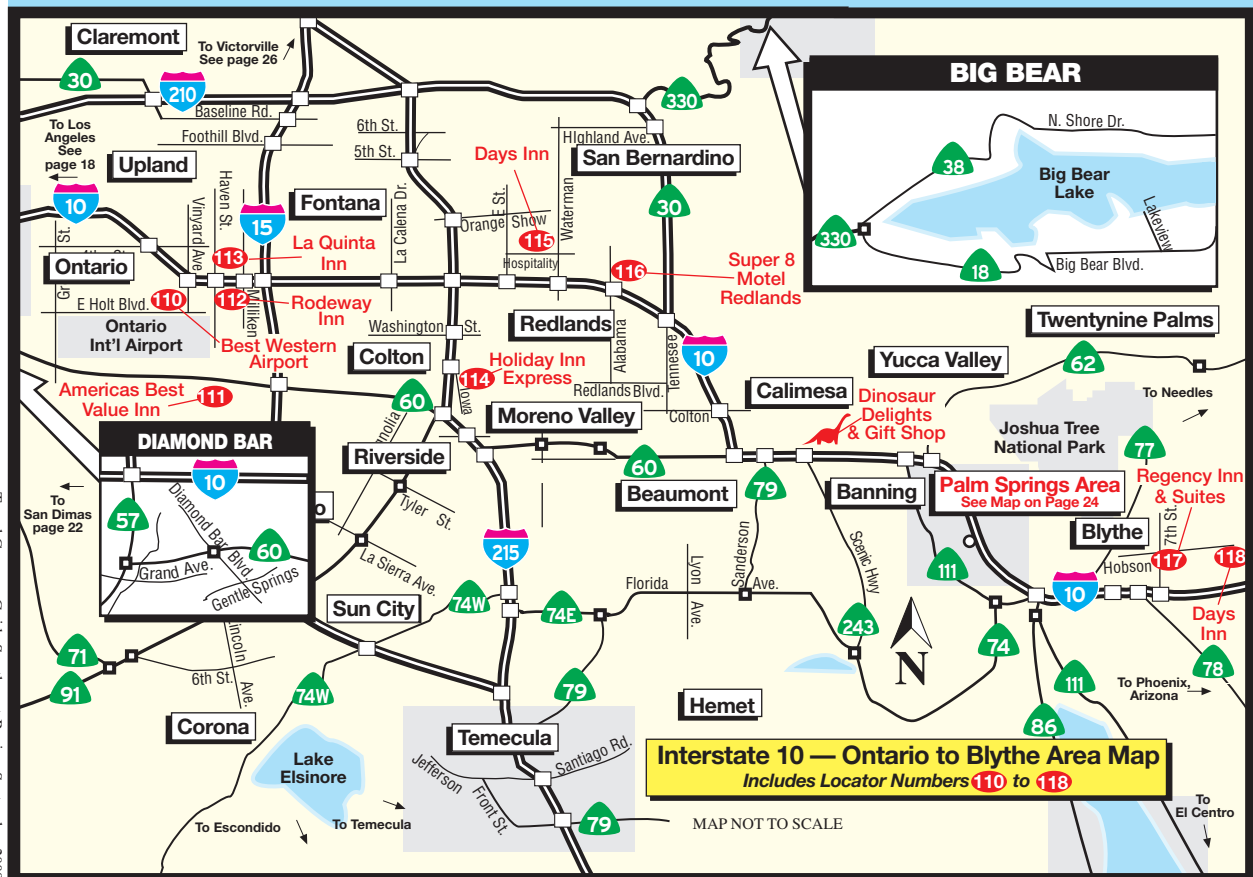 Claremont
To Victorville
See page 26
30
210
Baseline Rd.
Foothill Blvd.
To Los
Angeles
See
page 18
Upland
10
Haven St.
Vinyard Ave
15
Fontana
La Calena Dr.
6th St.
5th St.
Days Inn
E St.
Orange Show
115
Hospitality
Waterman
HIghland Ave.
San Bernardino
330
30
BIG BEAR
N. Shore Dr.
38
Big Bear
Lake
Lakeview
330
18
Big Bear Blvd.
St.
Ontario
113
La Quinta
Inn
E Holt Blvd.
110
112
Milliken
Rodeway
Inn
Ontario
Int'l Airport
Best Western
Airport
Americas Best
Value Inn
111
Washington St.
Colton
60
114
Holiday Inn
Express
Iowa
Redlands
116
Super 8
Motel
Redlands
Alabama
Tennesee
Redlands Blvd.
Colton
10
Calimesa
Yucca Valley
Twentynine Palms
62
To Needles
Joshua Tree
National Park
77
Dinosaur
Delights
& Gift Shop
Moreno Valley
60
Riverside
Tyler St.
La Sierra Ave.
DIAMOND BAR
10
57
Diamond Bar Blvd.
60
Grand Ave.
Gentle Springs
To
San Dimas
page 22
Beaumont
79
Sanderson Ave.
Banning
Palm Springs Area
See Map on Page 24
Regency Inn
& Suites
7th St.
Blythe
Hobson
117
118
Days
Inn
10
78
111
Scenic Hwy
243
74
215
74W
74E
Florida
Lyon Ave.
Sun City
N
71
91
6th St.
Lincoln Ave.
74W
79
Corona
Hemet
Temecula
Lake
Elsinore
Jefferson
Front St.
Santiago Rd.
79
To Escondido
To Temecula
MAP NOT TO SCALE
Interstate 10 — Ontario to Blythe Area Map
Includes Locator Numbers 110 to 118
86
111
To Phoenix,
Arizona
To
El Centro